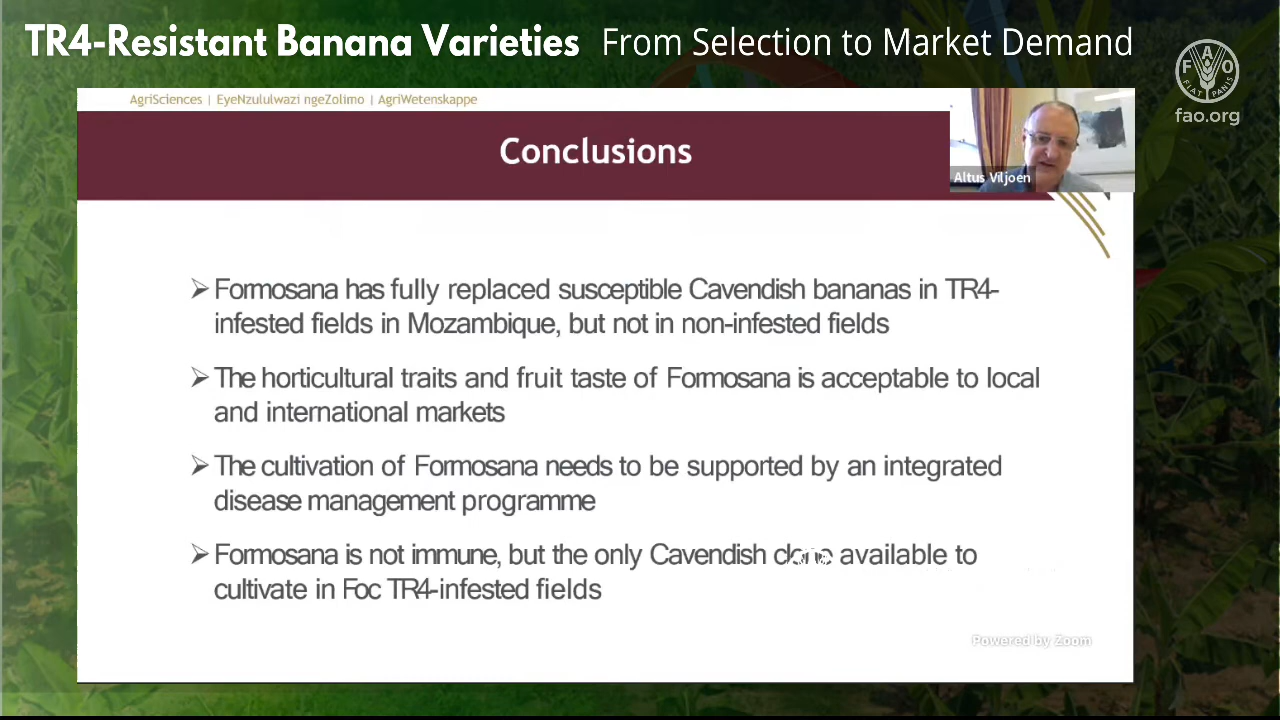 TR4-Resistant Banana Varieties From Selection to Market Demand
FAO
FIAT PANIS
fao.org
AgriSciences | EyeNzululwazi ngeZolimo | AgriWetenskappe
Conclusions
Altus Viljoen
➢Formosana has fully replaced susceptible Cavendish bananas in TR4-
infested fields in Mozambique, but not in non-infested fields
➢The horticultural traits and fruit taste of Formosana is acceptable to local
and international markets
➢The cultivation of Formosana needs to be supported by an integrated
disease management programme
➢Formosana is not immune, but the only Cavendish available to
cultivate in Foc TR4-infested fields
Powered by Zoom